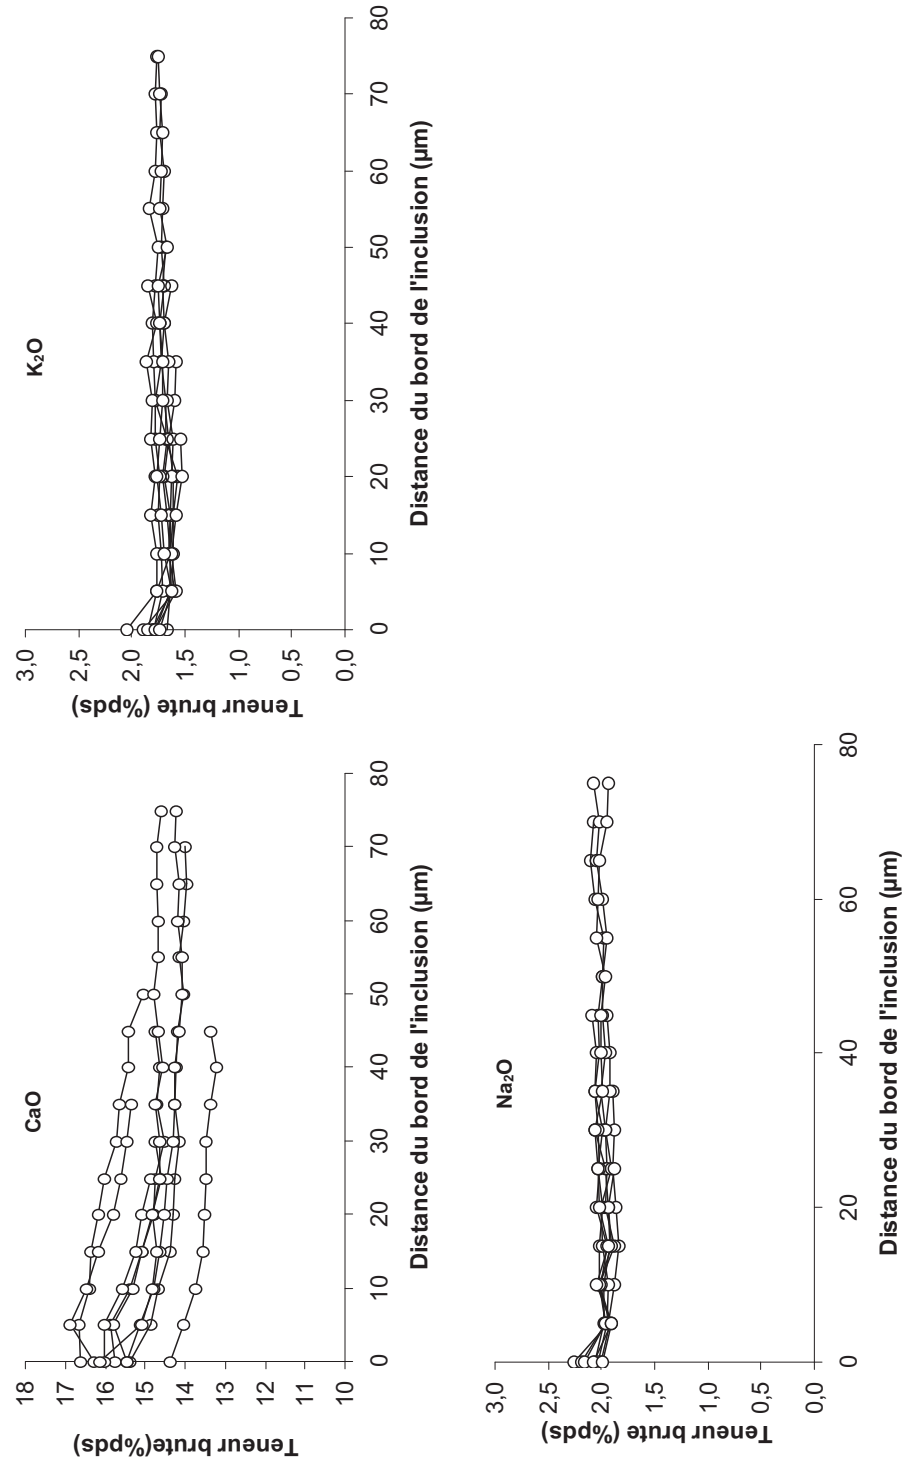 CaO
18
17
16
15
14
13
12
11
10
0 10 20 30 40 50 60 70 80
Teneur brute(%pds)
Distance du bord de l'inclusion (µm)
K₂O
3,0
2,5
2,0
1,5
1,0
0,5
0,0
0 10 20 30 40 50 60 70 80
Teneur brute (%pds)
Distance du bord de l'inclusion (µm)
Na₂O
3,0
2,5
2,0
1,5
1,0
0,5
0,0
0 20 40 60 80
Teneur brute (%pds)
Distance du bord de l'inclusion (µm)